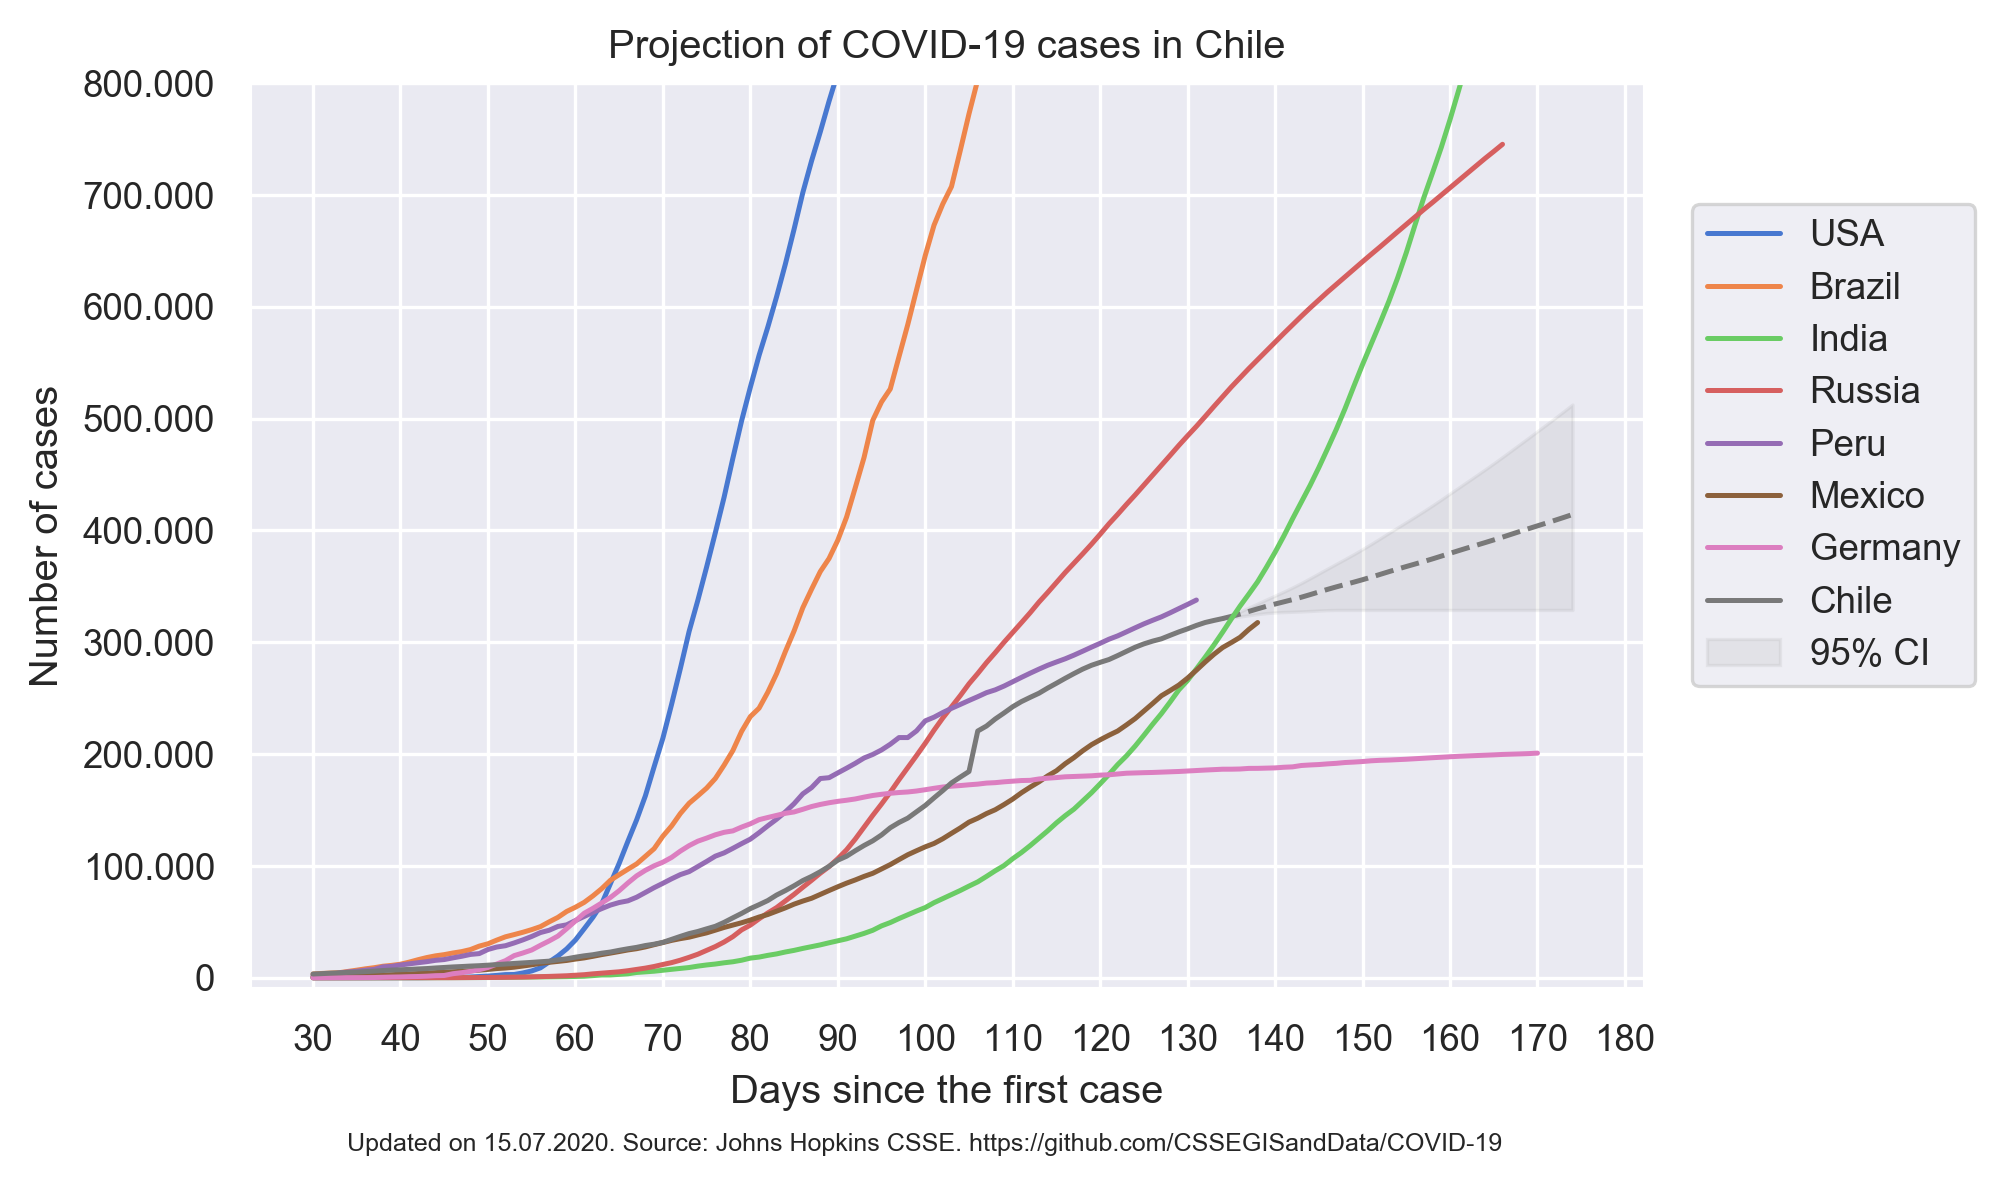 Projection of COVID-19 cases in Chile
800.000
700.000
600.000
500.000
400.000
300.000
200.000
100.000
0
Number of cases
30 40 50 60 70 80 90 100 110 120 130 140 150 160 170 180
Days since the first case
USA
Brazil
India
Russia
Peru
Mexico
Germany
Chile
95% CI
Updated on 15.07.2020. Source: Johns Hopkins CSSE. https://github.com/CSSEGISandData/COVID-19